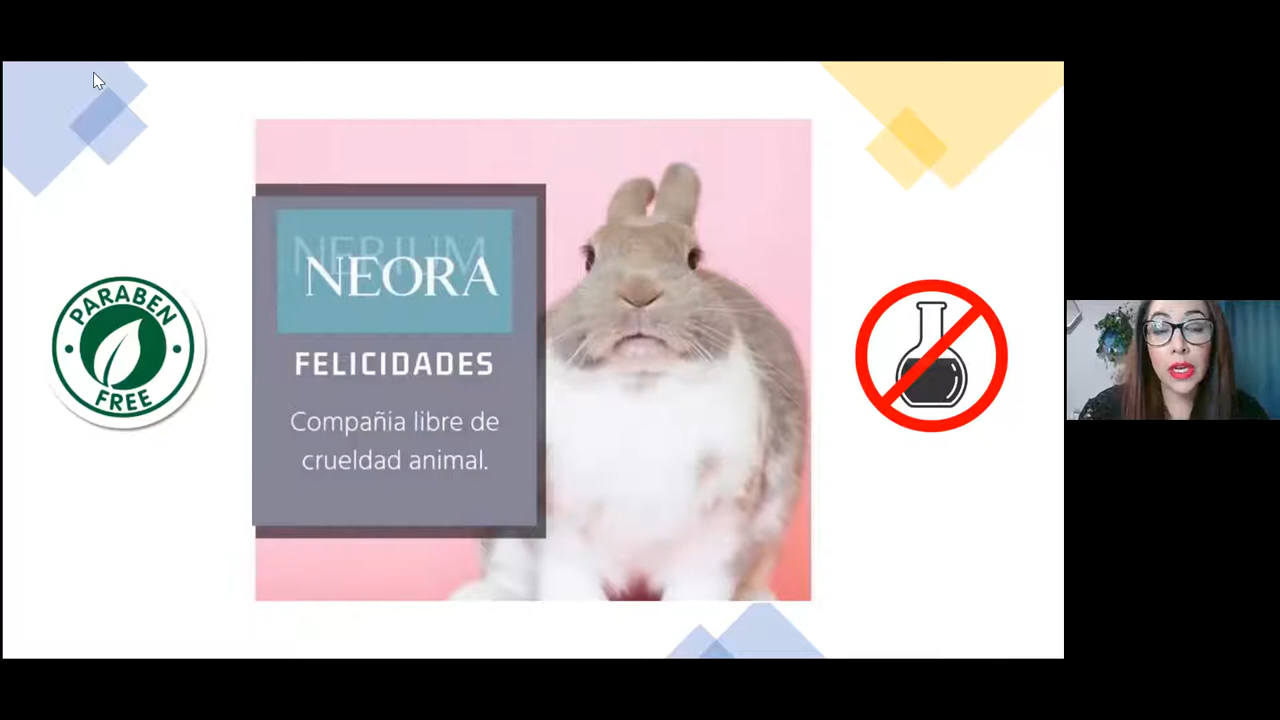 PARABEN
FREE
NERIUM
NEORA
FELICIDADES
Compañia libre de
crueldad animal.